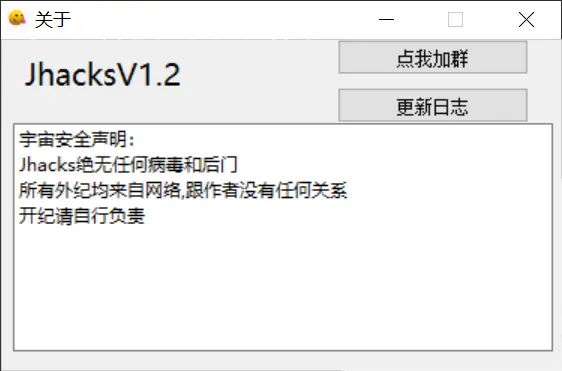 关于
JhacksV1.2
点我加群
更新日志
宇宙安全声明:
Jhacks绝无任何病毒和后门
所有外纪均来自网络,跟作者没有任何关系
开纪请自行负责